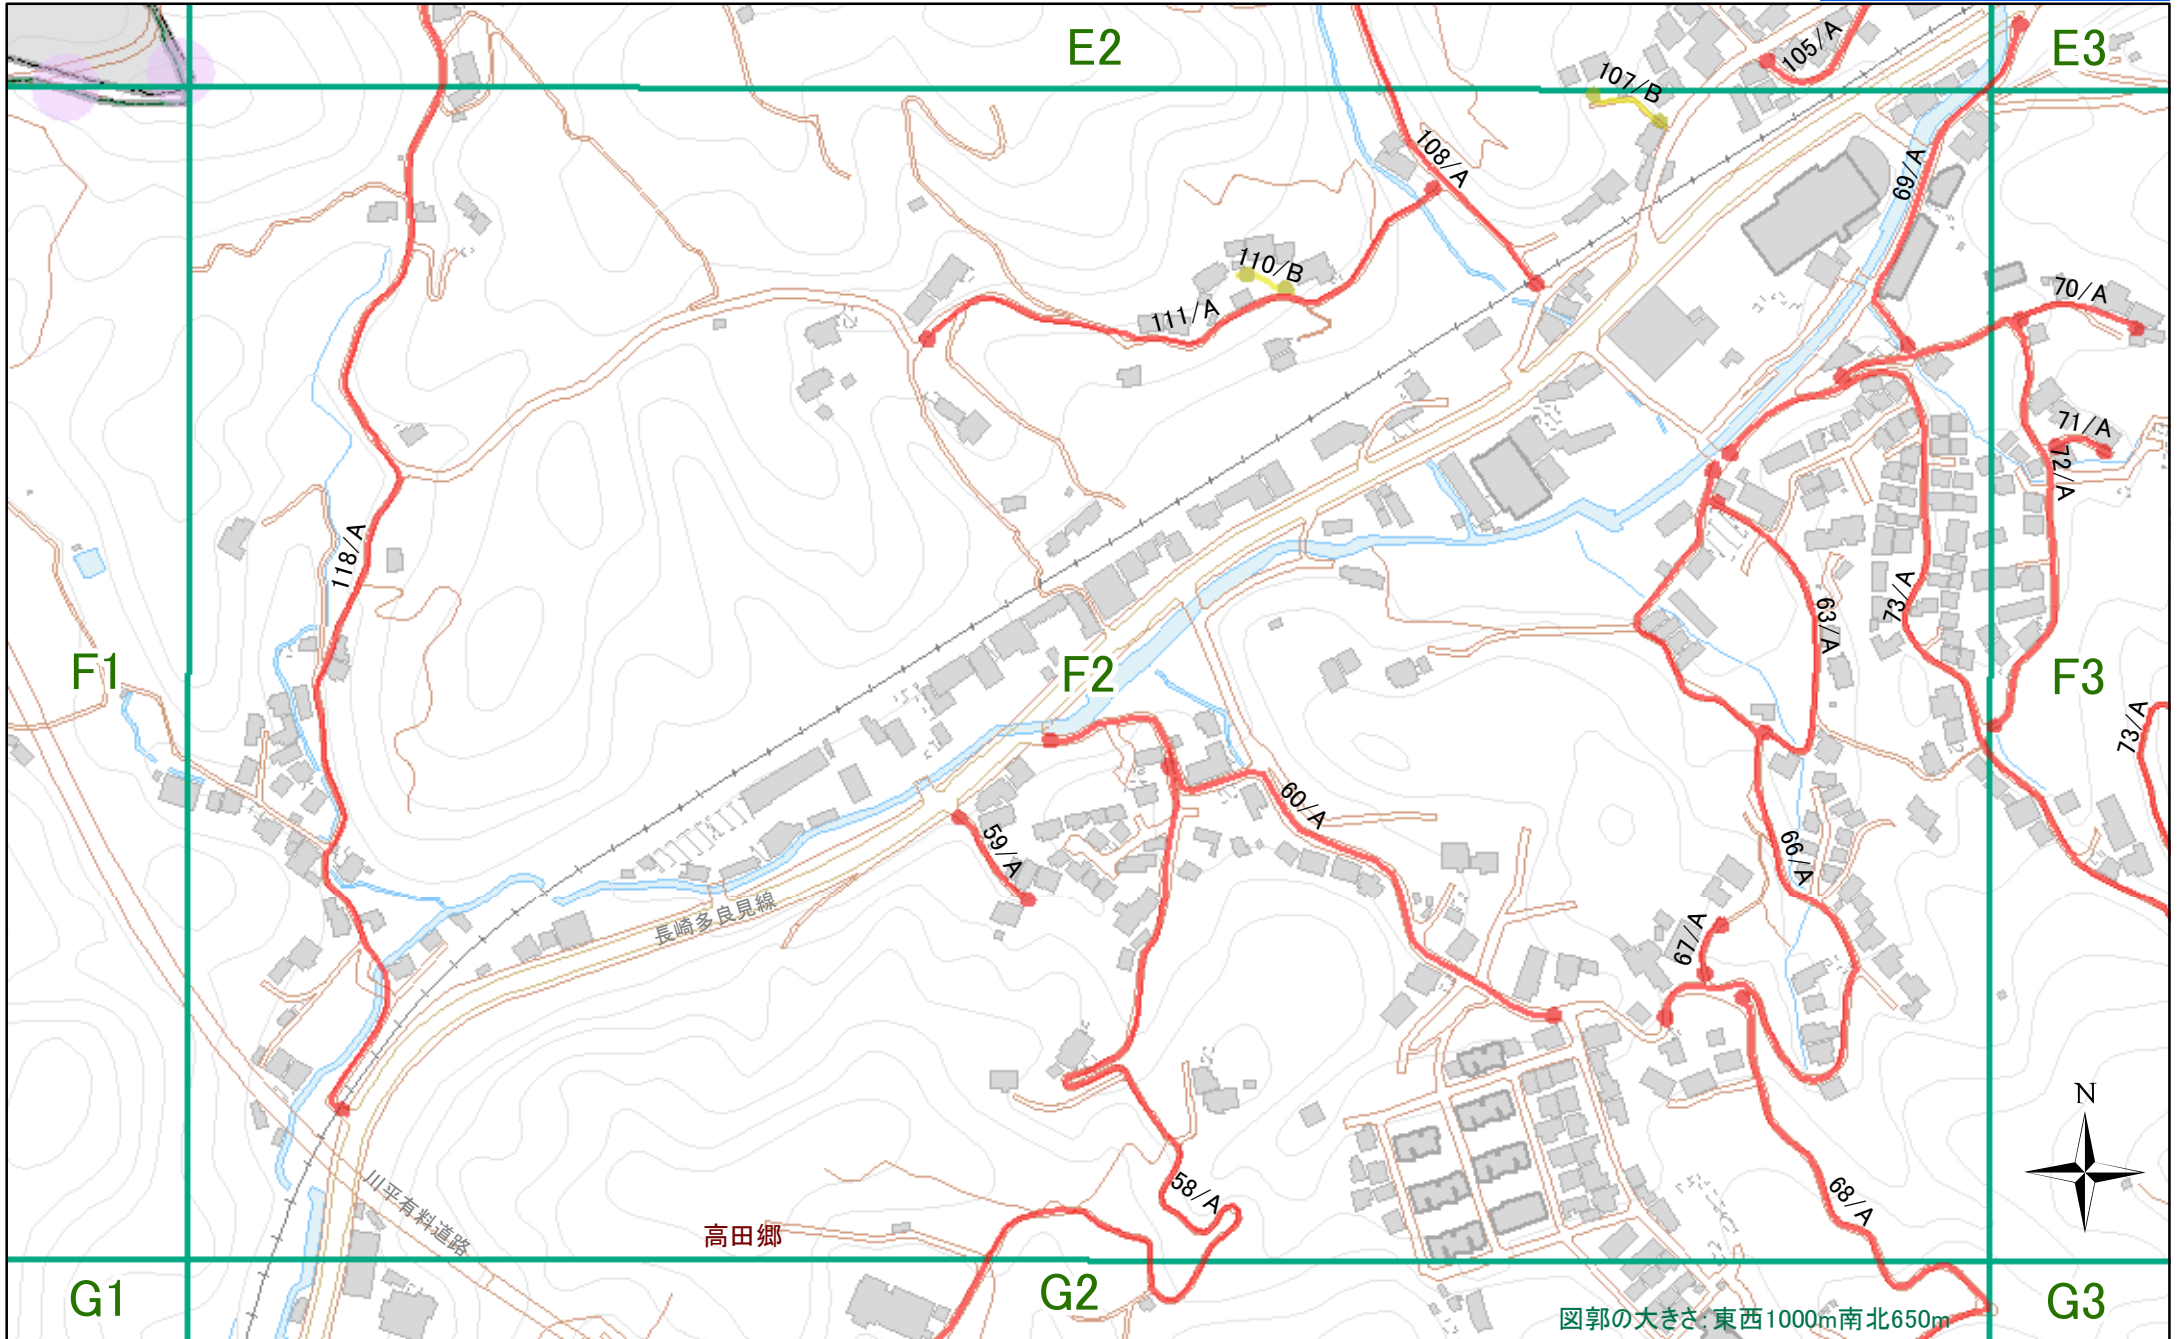 E2
E3
105/A
107/B
108/A
69/A
110/B
111/A
70/A
71/A
72/A
118/A
73/A
63/A
F1
F2
F3
73/A
60/A
59/A
66/A
長崎多良見線
67/A
N
58/A
68/A
川平有料道路
高田郷
G1
G2
G3
図郭の大きさ：東西1000m南北650m